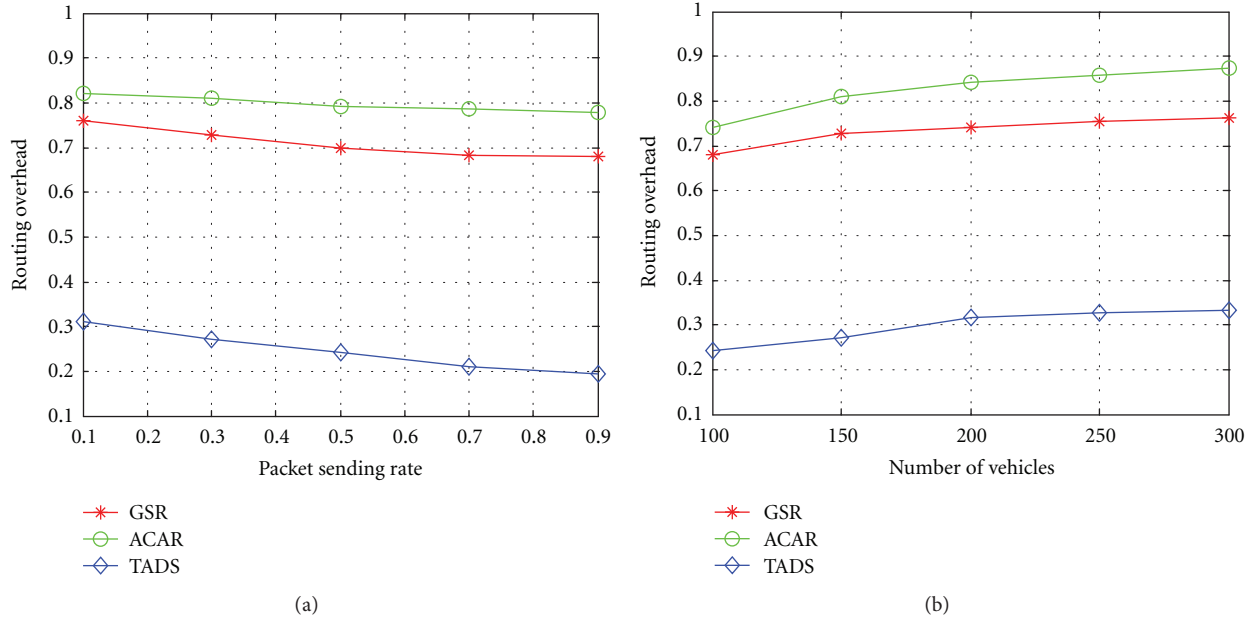 1
0.9
0.8
0.7
0.6
0.5
0.4
0.3
0.2
0.1
Routing overhead
0.1 0.2 0.3 0.4 0.5 0.6 0.7 0.8 0.9
Packet sending rate
GSR
ACAR
TADS
(a)
1
0.9
0.8
0.7
0.6
0.5
0.4
0.3
0.2
0.1
Routing overhead
100 150 200 250 300
Number of vehicles
GSR
ACAR
TADS
(b)